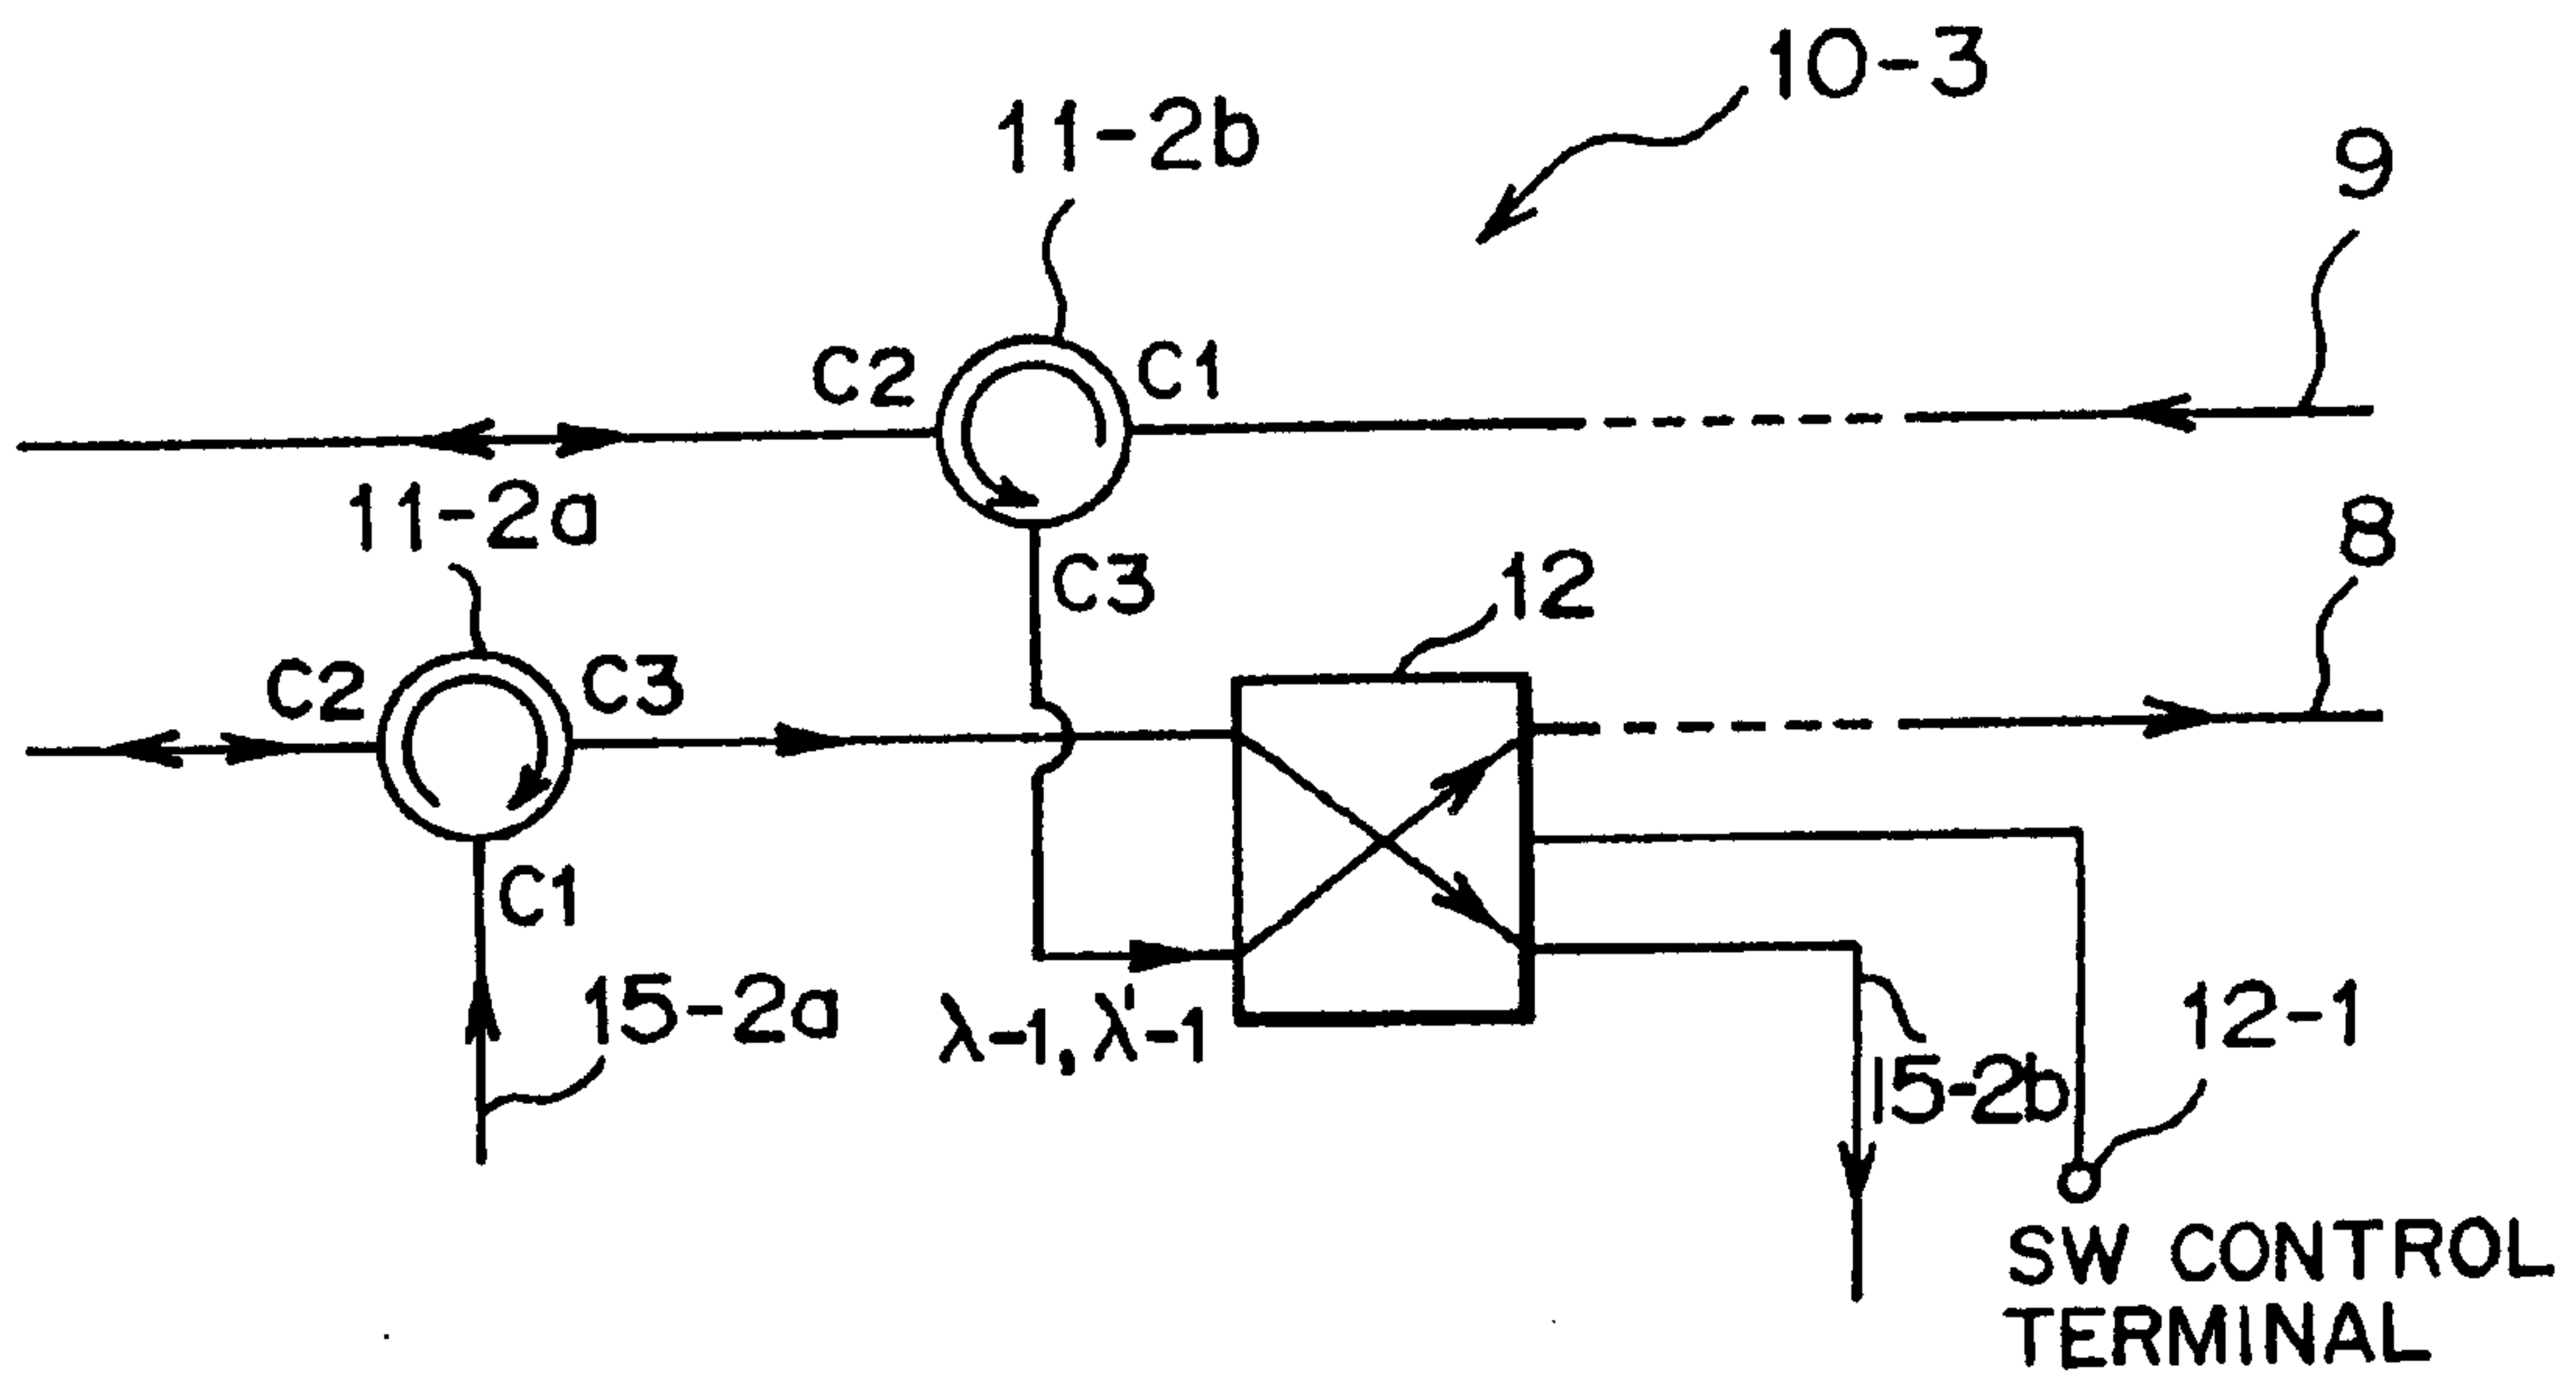 10-3
11-2b
9
C2
C1
11-2a
8
C3
12
C2
C3
C1
15-2a
λ-1, λ'-1
12-1
15-2b
SW CONTROL
TERMINAL